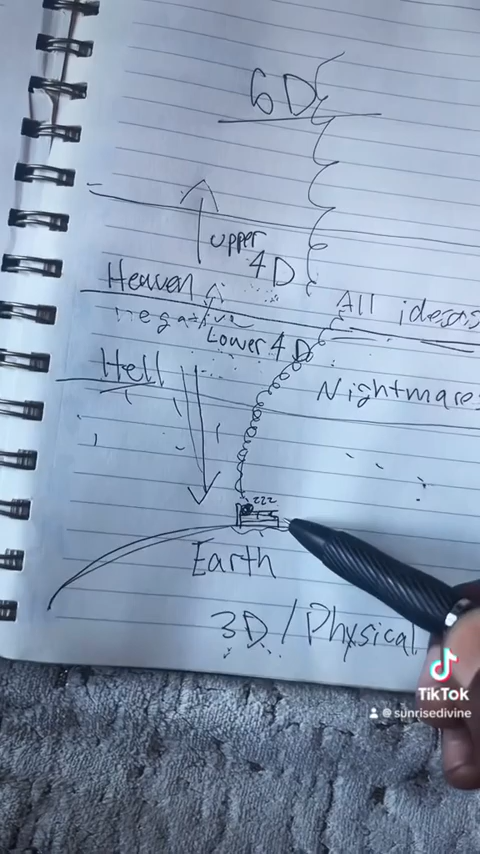 6D
upper
4D
Heaven
All ideas
negative
Lower 4D
Hell
Nightmares
zzz
Earth
3D / Physical
TikTok
@sunrisedivine